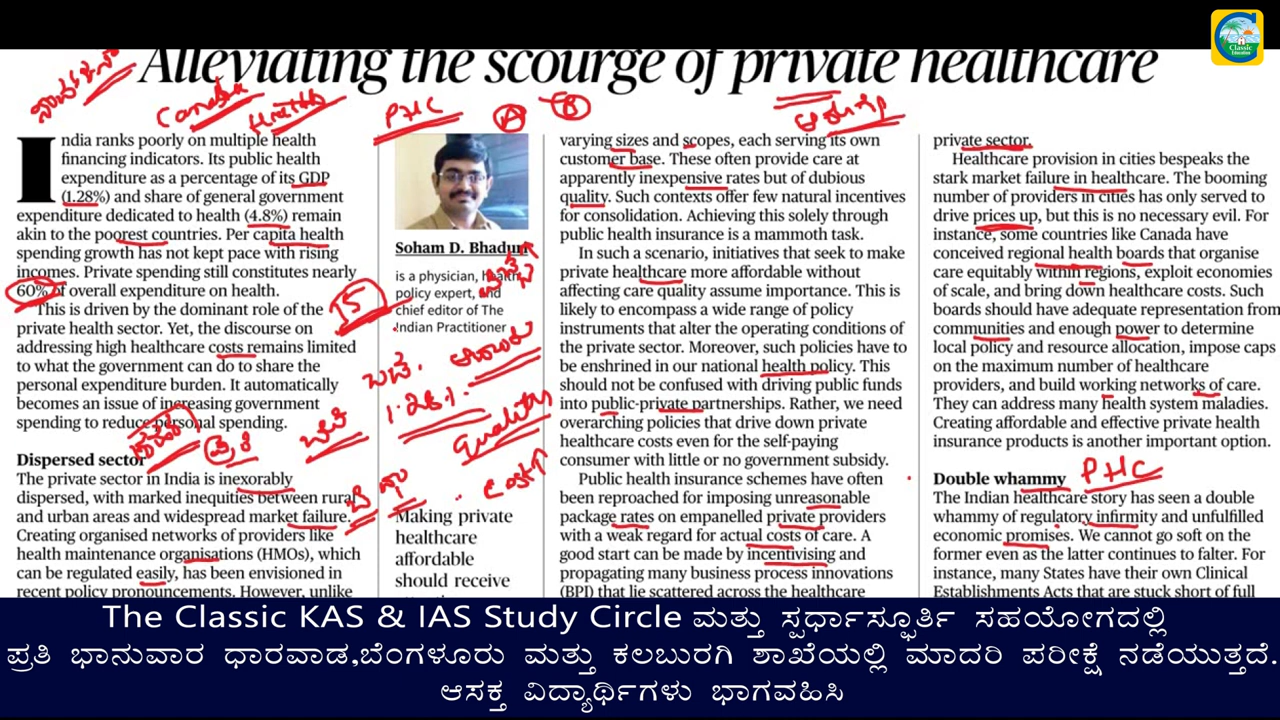 Alleviating the scourge of private healthcare
Canada
Health
PHC
A
B
India ranks poorly on multiple health
financing indicators. Its public health
expenditure as a percentage of its GDP
(1.28%) and share of general government
expenditure dedicated to health (4.8%) remain
akin to the poorest countries. Per capita health
spending growth has not kept pace with rising
incomes. Private spending still constitutes nearly
60% of overall expenditure on health.
This is driven by the dominant role of the
private health sector. Yet, the discourse on
addressing high healthcare costs remains limited
to what the government can do to share the
personal expenditure burden. It automatically
becomes an issue of increasing government
spending to reduce personal spending.
Dispersed sector
The private sector in India is inexorably
dispersed, with marked inequities between rural
and urban areas and widespread market failure.
Creating organised networks of providers like
health maintenance organisations (HMOs), which
can be regulated easily, has been envisioned in
recent policy pronouncements. However, unlike
Soham D. Bhaduri
is a physician, health
policy expert, and
chief editor of The
Indian Practitioner
15
1.28%
Quality
Cost
Making private
healthcare
affordable
should receive
varying sizes and scopes, each serving its own
customer base. These often provide care at
apparently inexpensive rates but of dubious
quality. Such contexts offer few natural incentives
for consolidation. Achieving this solely through
public health insurance is a mammoth task.
In such a scenario, initiatives that seek to make
private healthcare more affordable without
affecting care quality assume importance. This is
likely to encompass a wide range of policy
instruments that alter the operating conditions of
the private sector. Moreover, such policies have to
be enshrined in our national health policy. This
should not be confused with driving public funds
into public-private partnerships. Rather, we need
overarching policies that drive down private
healthcare costs even for the self-paying
consumer with little or no government subsidy.
Public health insurance schemes have often
been reproached for imposing unreasonable
package rates on empanelled private providers
with a weak regard for actual costs of care. A
good start can be made by incentivising and
propagating many business process innovations
(BPI) that lie scattered across the healthcare
private sector.
Healthcare provision in cities bespeaks the
stark market failure in healthcare. The booming
number of providers in cities has only served to
drive prices up, but this is no necessary evil. For
instance, some countries like Canada have
conceived regional health boards that organise
care equitably within regions, exploit economies
of scale, and bring down healthcare costs. Such
boards should have adequate representation from
communities and enough power to determine
local policy and resource allocation, impose caps
on the maximum number of healthcare
providers, and build working networks of care.
They can address many health system maladies.
Creating affordable and effective private health
insurance products is another important option.
Double whammy
PHC
The Indian healthcare story has seen a double
whammy of regulatory infirmity and unfulfilled
economic promises. We cannot go soft on the
former even as the latter continues to falter. For
instance, many States have their own Clinical
Establishments Acts that are stuck short of full
Classic
Education
The Classic KAS & IAS Study Circle ಮತ್ತು ಸ್ಪರ್ಧಾಸ್ಫೂರ್ತಿ ಸಹಯೋಗದಲ್ಲಿ
ಪ್ರತಿ ಭಾನುವಾರ ಧಾರವಾಡ,ಬೆಂಗಳೂರು ಮತ್ತು ಕಲಬುರಗಿ ಶಾಖೆಯಲ್ಲಿ ಮಾದರಿ ಪರೀಕ್ಷೆ ನಡೆಯುತ್ತದೆ.
ಆಸಕ್ತ ವಿದ್ಯಾರ್ಥಿಗಳು ಭಾಗವಹಿಸಿ